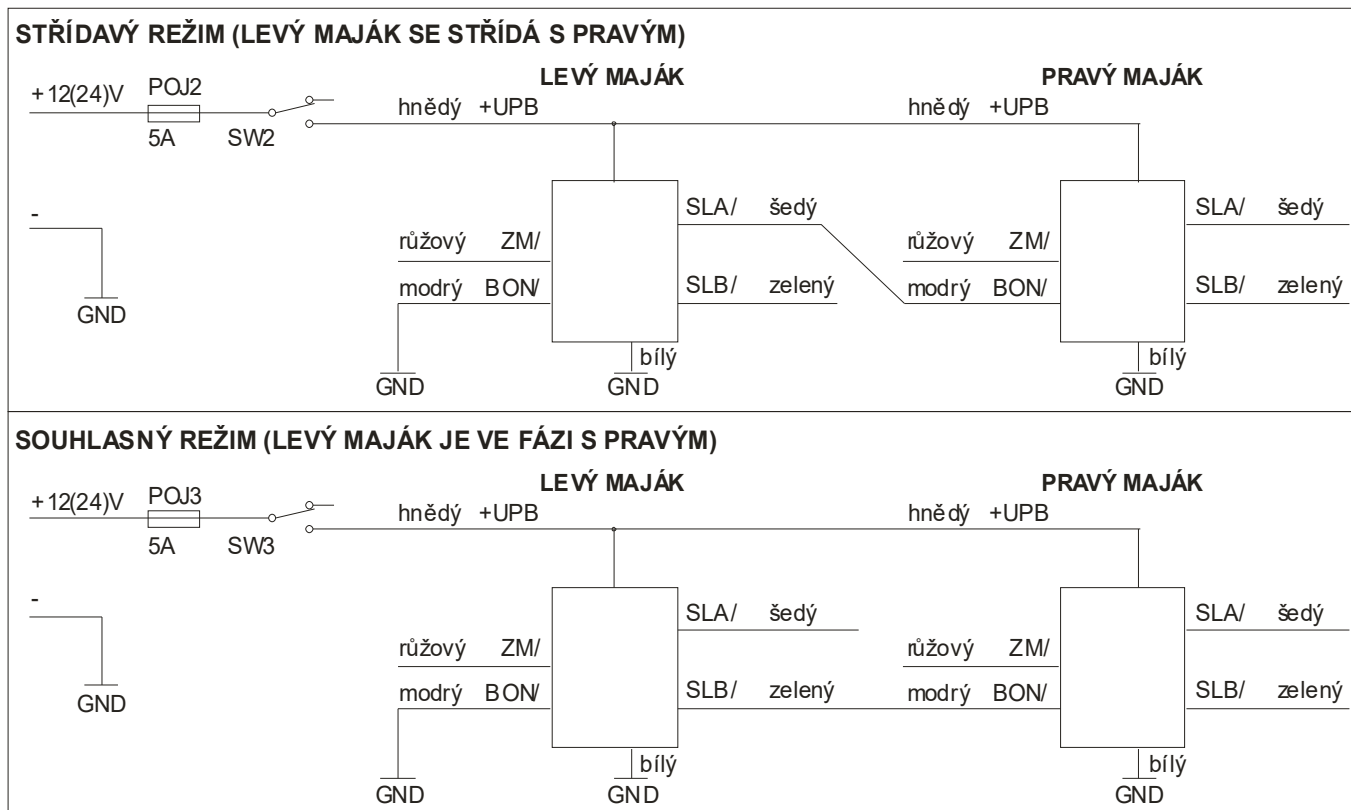 STŘÍDAVÝ REŽIM (LEVÝ MAJÁK SE STŘÍDÁ S PRAVÝM)
LEVÝ MAJÁK PRAVÝ MAJÁK
+12(24)V POJ2 hnědý +UPB hnědý +UPB
5A SW2
SLA/ šedý SLA/ šedý
-
růžový ZM/ růžový ZM/
modrý BON/ SLB/ zelený modrý BON/ SLB/ zelený
GND
bílý bílý
GND GND GND
SOUHLASNÝ REŽIM (LEVÝ MAJÁK JE VE FÁZI S PRAVÝM)
LEVÝ MAJÁK PRAVÝ MAJÁK
+12(24)V POJ3 hnědý +UPB hnědý +UPB
5A SW3
-
SLA/ šedý SLA/ šedý
růžový ZM/ růžový ZM/
modrý BON/ SLB/ zelený modrý BON/ SLB/ zelený
GND
bílý bílý
GND GND GND